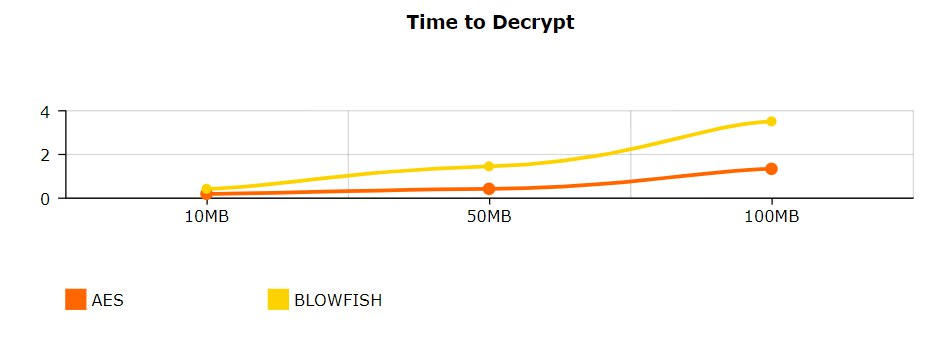 Time to Decrypt
4
2
0
10MB 50MB 100MB
AES BLOWFISH